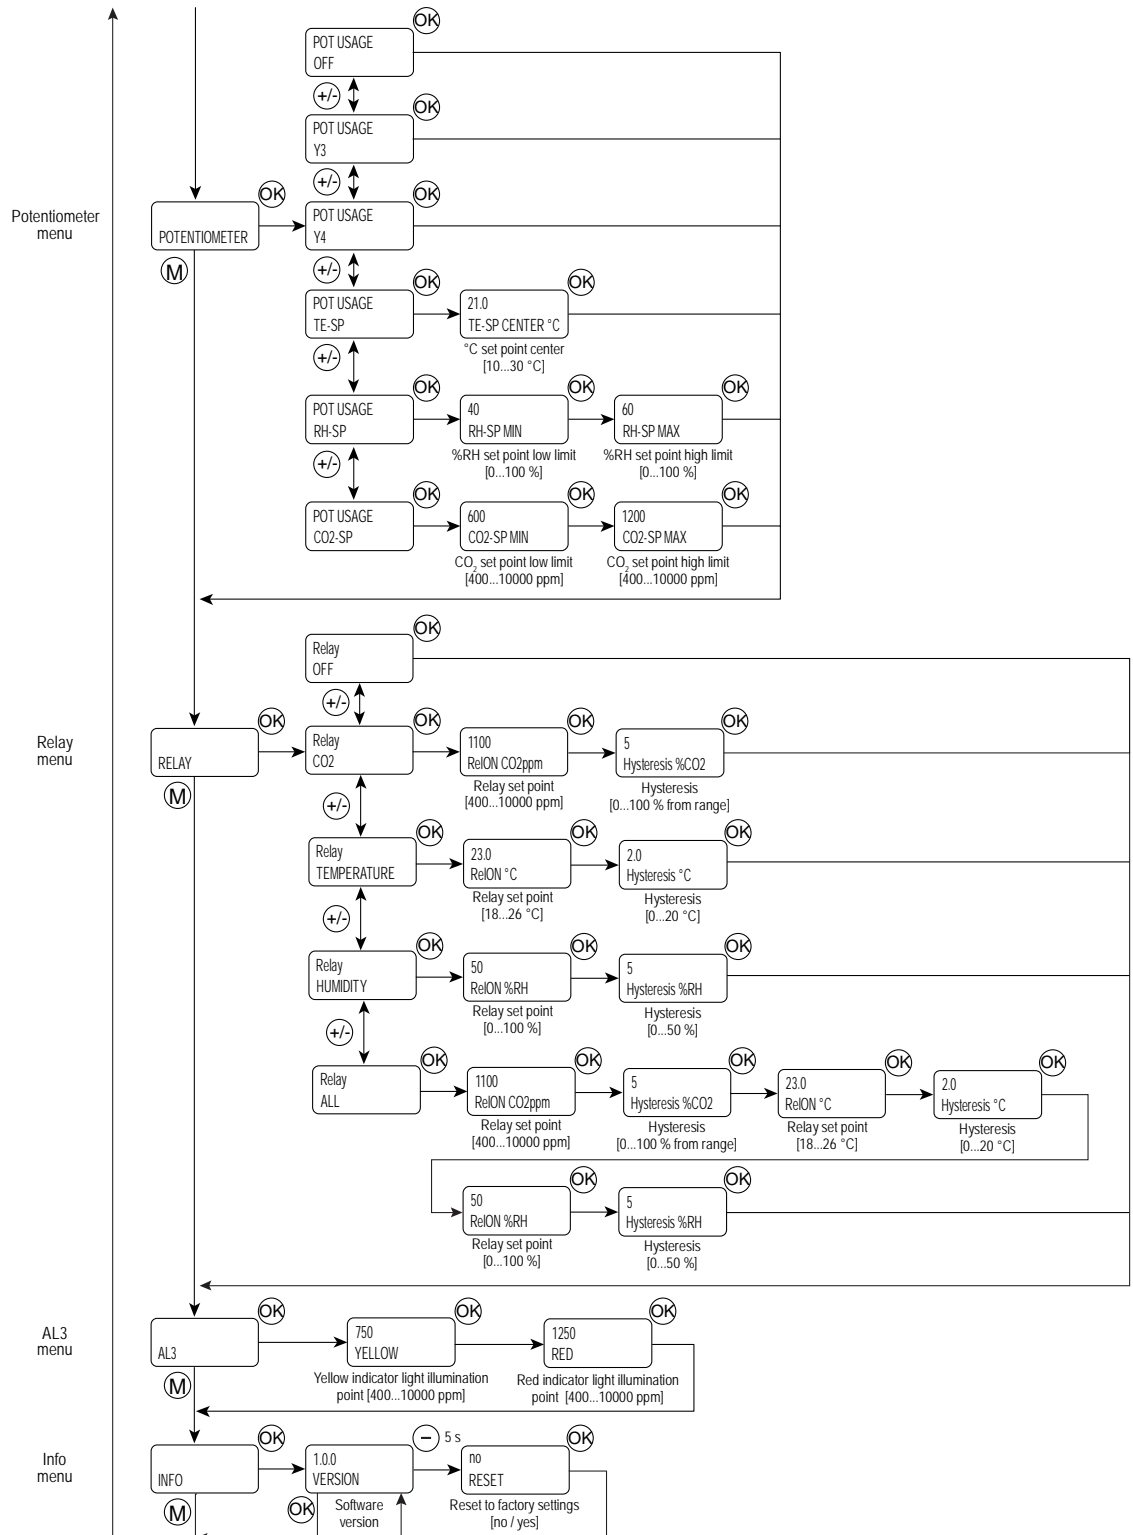 OK
POT USAGE
OFF
+/-
OK
POT USAGE
Y3
+/-
Potentiometer
menu
POTENTIOMETER
OK
M
OK
POT USAGE
Y4
+/-
OK
POT USAGE
TE-SP
OK
21.0
TE-SP CENTER °C
°C set point center
[10...30 °C]
+/-
OK
POT USAGE
RH-SP
OK
40
RH-SP MIN
%RH set point low limit
[0...100 %]
OK
60
RH-SP MAX
%RH set point high limit
[0...100 %]
+/-
OK
POT USAGE
CO2-SP
OK
600
CO2-SP MIN
CO₂ set point low limit
[400...10000 ppm]
OK
1200
CO2-SP MAX
CO₂ set point high limit
[400...10000 ppm]
OK
Relay
OFF
+/-
Relay
menu
RELAY
OK
M
OK
Relay
CO2
OK
1100
RelON CO2ppm
Relay set point
[400...10000 ppm]
OK
5
Hysteresis %CO2
Hysteresis
[0...100 % from range]
+/-
OK
Relay
TEMPERATURE
OK
23.0
RelON °C
Relay set point
[18...26 °C]
OK
2.0
Hysteresis °C
Hysteresis
[0...20 °C]
+/-
OK
Relay
HUMIDITY
OK
50
RelON %RH
Relay set point
[0...100 %]
OK
5
Hysteresis %RH
Hysteresis
[0...50 %]
+/-
OK
Relay
ALL
OK
1100
RelON CO2ppm
Relay set point
[400...10000 ppm]
OK
5
Hysteresis %CO2
Hysteresis
[0...100 % from range]
OK
23.0
RelON °C
Relay set point
[18...26 °C]
OK
2.0
Hysteresis °C
Hysteresis
[0...20 °C]
OK
50
RelON %RH
Relay set point
[0...100 %]
OK
5
Hysteresis %RH
Hysteresis
[0...50 %]
AL3
menu
AL3
OK
M
OK
750
YELLOW
Yellow indicator light illumination
point [400...10000 ppm]
OK
1250
RED
Red indicator light illumination
point [400...10000 ppm]
Info
menu
INFO
OK
M
1.0.0
VERSION
OK
Software
version
− 5 s
OK
no
RESET
Reset to factory settings
[no / yes]